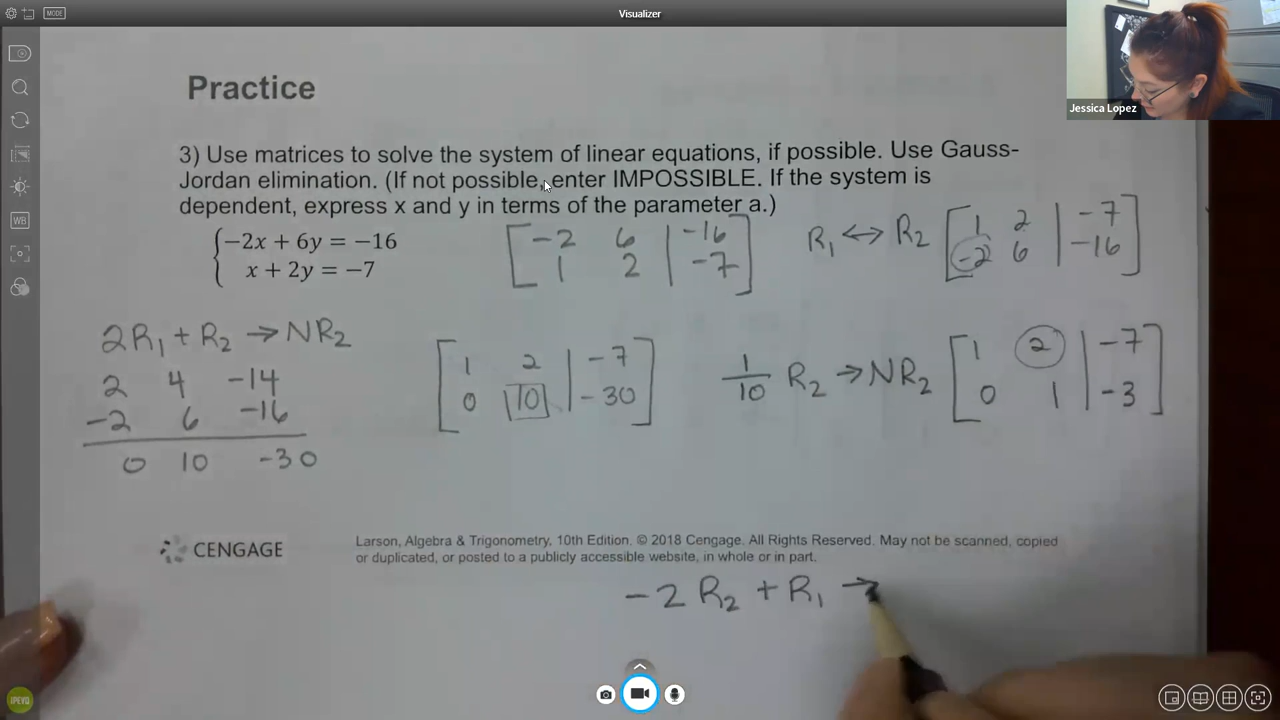 MODE
Visualizer
Jessica Lopez
WB
Practice
3) Use matrices to solve the system of linear equations, if possible. Use Gauss-
Jordan elimination. (If not possible, enter IMPOSSIBLE. If the system is
dependent, express x and y in terms of the parameter a.)
−2x + 6y = −16
x + 2y = −7
-2 6 | -16
1 2 | -7
R₁ ↔ R₂
1 2 | -7
-2 6 | -16
2R₁ + R₂ → NR₂
2 4 -14
-2 6 -16
0 10 -30
1 2 | -7
0 10 | -30
1/10 R₂ → NR₂
1 2 | -7
0 1 | -3
CENGAGE
Larson, Algebra & Trigonometry, 10th Edition. © 2018 Cengage. All Rights Reserved. May not be scanned, copied
or duplicated, or posted to a publicly accessible website, in whole or in part.
-2 R₂ + R₁ →
IPEVO